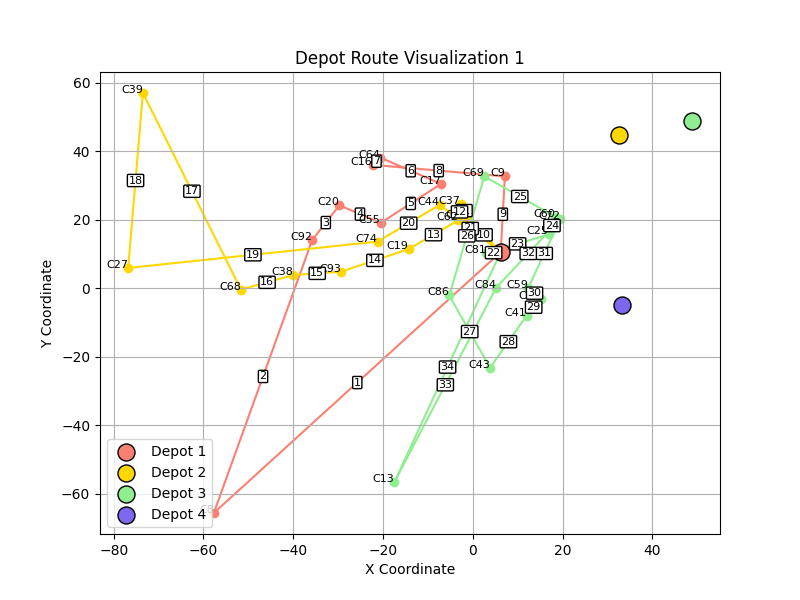 Depot Route Visualization 1
60
40
20
0
−20
−40
−60
−80
−60
−40
−20
0
20
40
X Coordinate
Y Coordinate
C39
C64
C16
7
6
8
C69
C9
C17
18
17
25
C20
5
C44
C37
12
4
C55
3
20
9
24
C92
C74
13
21
26
10
C25
23
C19
C81
22
32
31
19
14
C27
C38
15
C93
16
C68
C86
C84
C59
30
29
C41
27
28
C43
34
33
2
1
C13
Depot 1
Depot 2
Depot 3
Depot 4